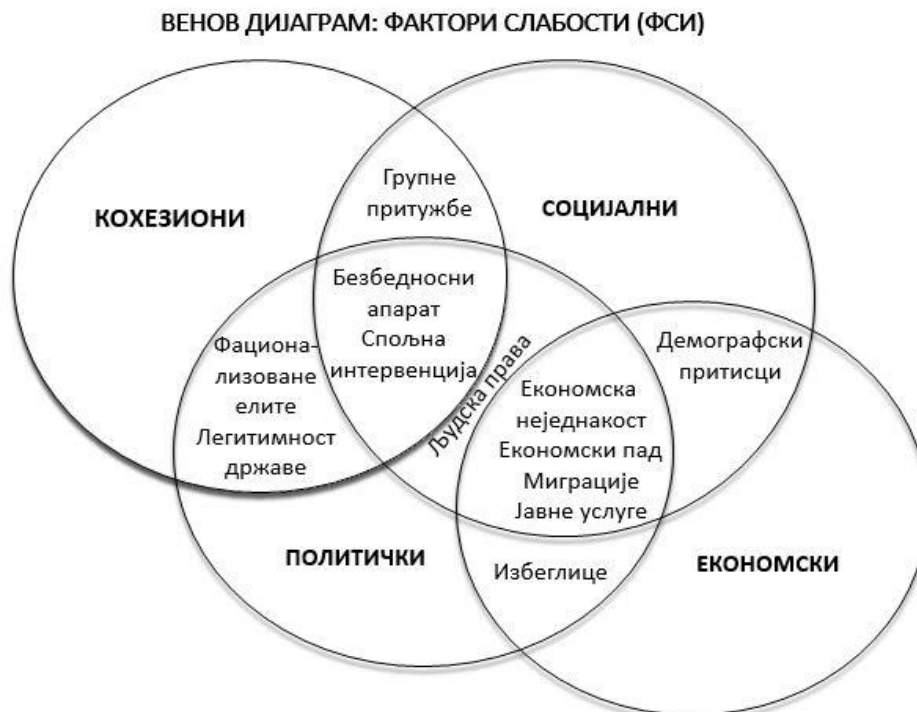 ВЕНОВ ДИЈАГРАМ: ФАКТОРИ СЛАБОСТИ (ФСИ)
КОХЕЗИОНИ
Групне
притужбе
СОЦИЈАЛНИ
Безбедносни
апарат
Спољна
интервенција
Фациона-
лизоване
елите
Легитимност
државе
Људска права
Демографски
притисци
Економска
неједнакост
Економски пад
Миграције
Јавне услуге
ПОЛИТИЧКИ
Избеглице
ЕКОНОМСКИ